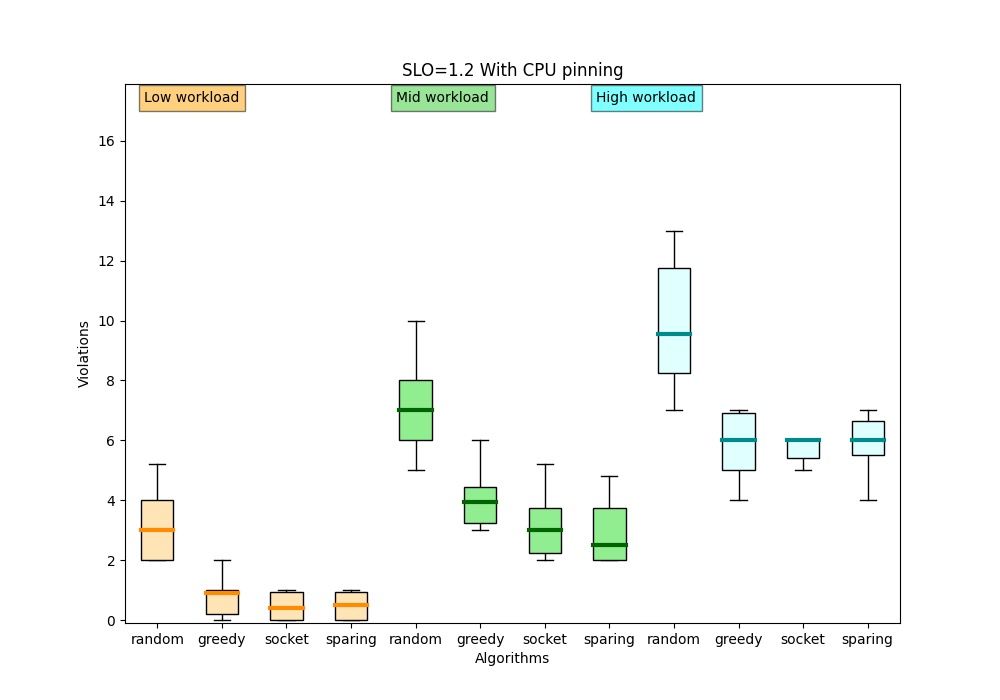 SLO=1.2 With CPU pinning
Low workload Mid workload High workload
16
14
12
10
8
6
4
2
0
Violations
random greedy socket sparing random greedy socket sparing random greedy socket sparing
Algorithms